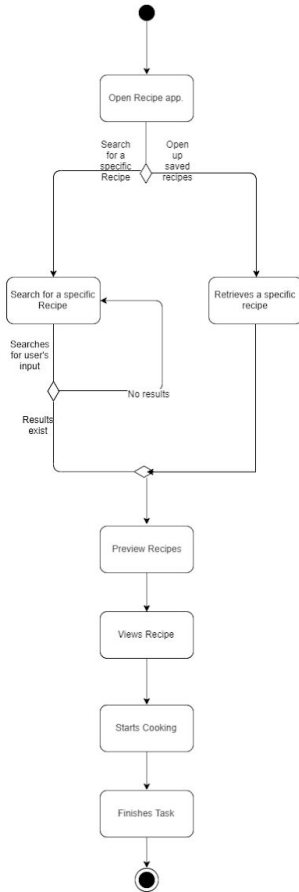 Open Recipe app.
Search
for a
specific
Recipe
Open
up
saved
recipes
Search for a specific
Recipe
Retrieves a specific
recipe
Searches
for user's
input
No results
Results
exist
Preview Recipes
Views Recipe
Starts Cooking
Finishes Task